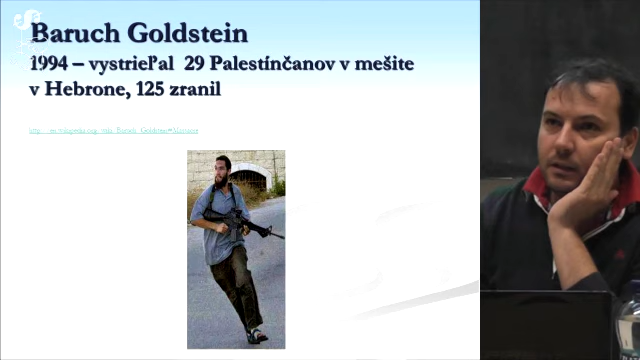 Baruch Goldstein
1994 – vystrieľal 29 Palestínčanov v mešite
v Hebrone, 125 zranil